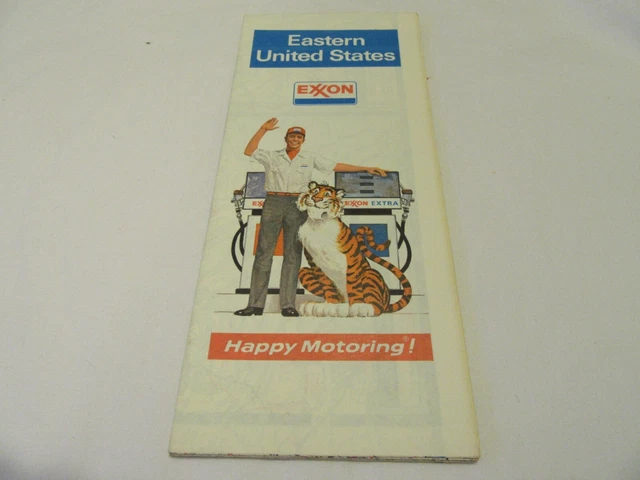 Eastern
United States
EXXON
EXXON EXTRA
Happy Motoring®!